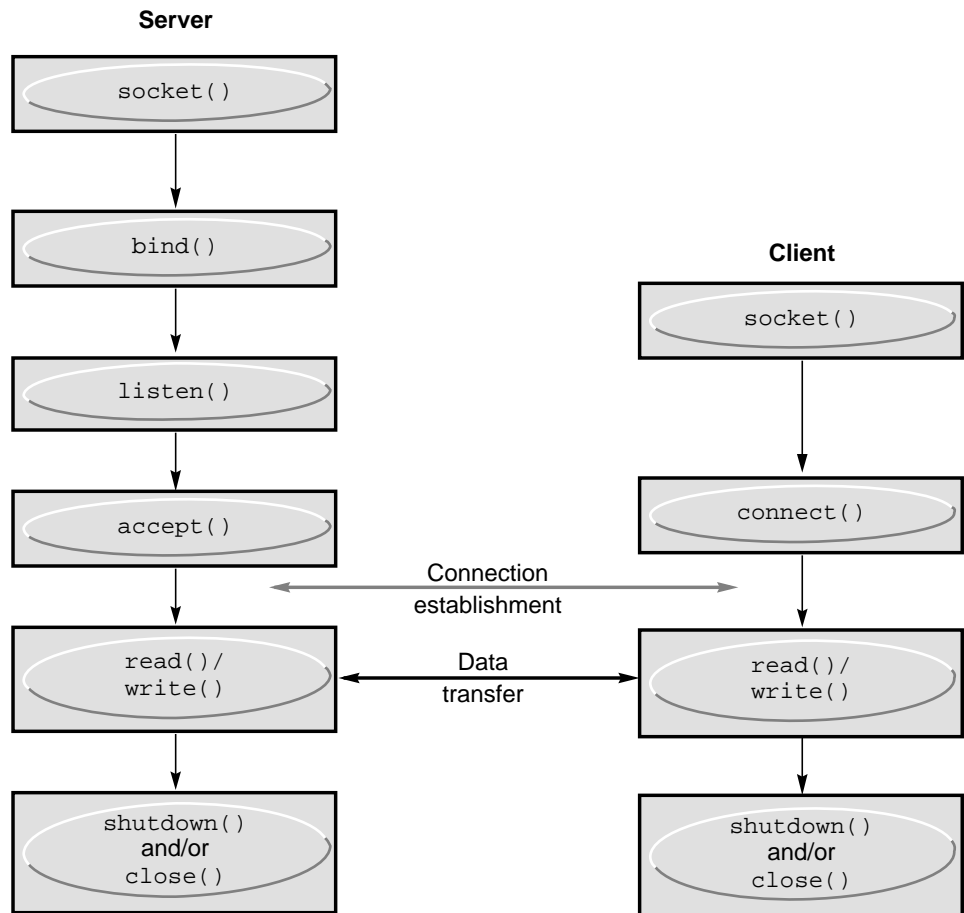 Server
socket()
bind()
listen()
accept()
read()/
write()
shutdown()
and/or
close()
Connection
establishment
Data
transfer
Client
socket()
connect()
read()/
write()
shutdown()
and/or
close()